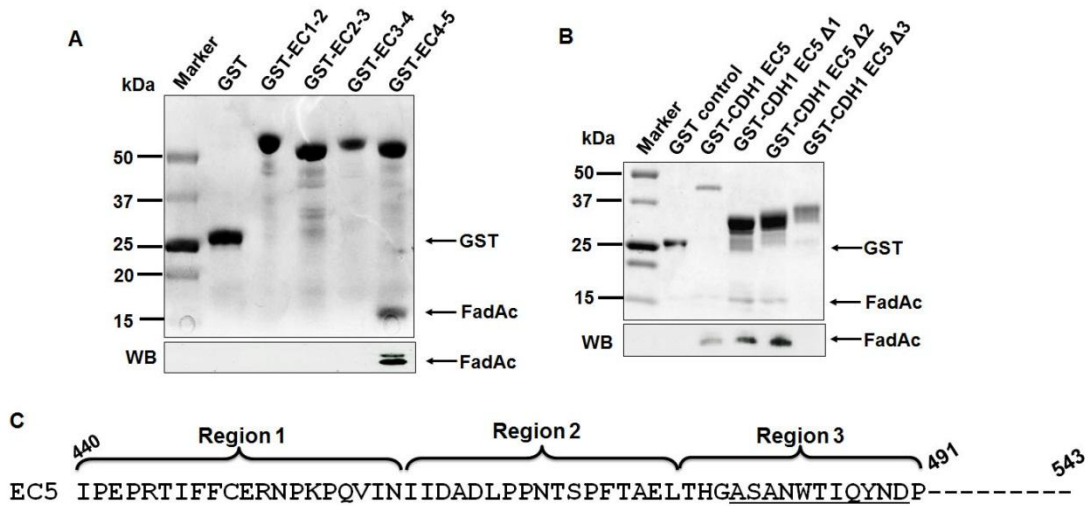 A
Marker
GST
GST-EC1-2
GST-EC2-3
GST-EC3-4
GST-EC4-5
kDa
50
37
25
20
15
GST
FadAc
WB
FadAc
B
Marker
GST control
GST-CDH1 EC5
GST-CDH1 EC5 Δ1
GST-CDH1 EC5 Δ2
GST-CDH1 EC5 Δ3
kDa
50
37
25
15
GST
FadAc
WB
FadAc
C
440 Region 1 Region 2 Region 3 491 543
EC5 IPEPRTIFFCERNPKPQVINIIDADLPPNTSPFTAELTHGASANWTIQYNDP- - - - - - - - -